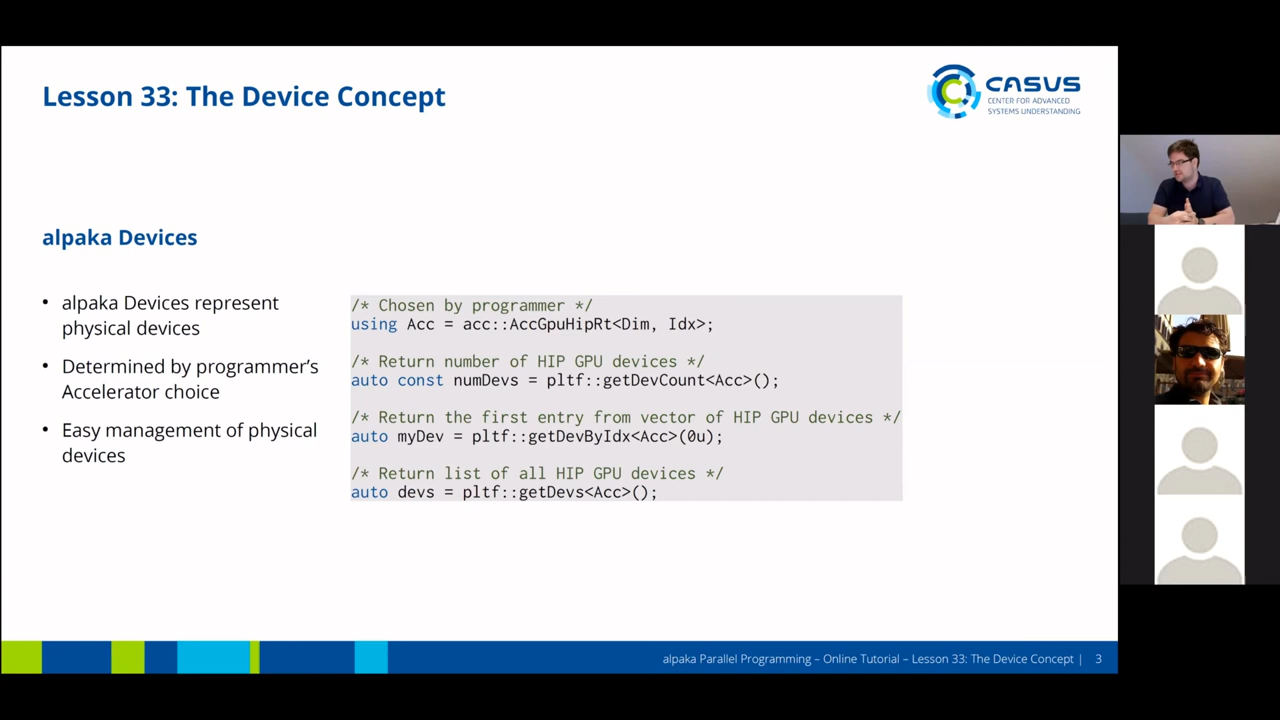 Lesson 33: The Device Concept
CASUS
CENTER FOR ADVANCED
SYSTEMS UNDERSTANDING
alpaka Devices
• alpaka Devices represent
physical devices
• Determined by programmer’s
Accelerator choice
• Easy management of physical
devices
/* Chosen by programmer */
using Acc = acc::AccGpuHipRt<Dim, Idx>;
/* Return number of HIP GPU devices */
auto const numDevs = pltf::getDevCount<Acc>();
/* Return the first entry from vector of HIP GPU devices */
auto myDev = pltf::getDevByIdx<Acc>(0u);
/* Return list of all HIP GPU devices */
auto devs = pltf::getDevs<Acc>();
alpaka Parallel Programming – Online Tutorial – Lesson 33: The Device Concept | 3